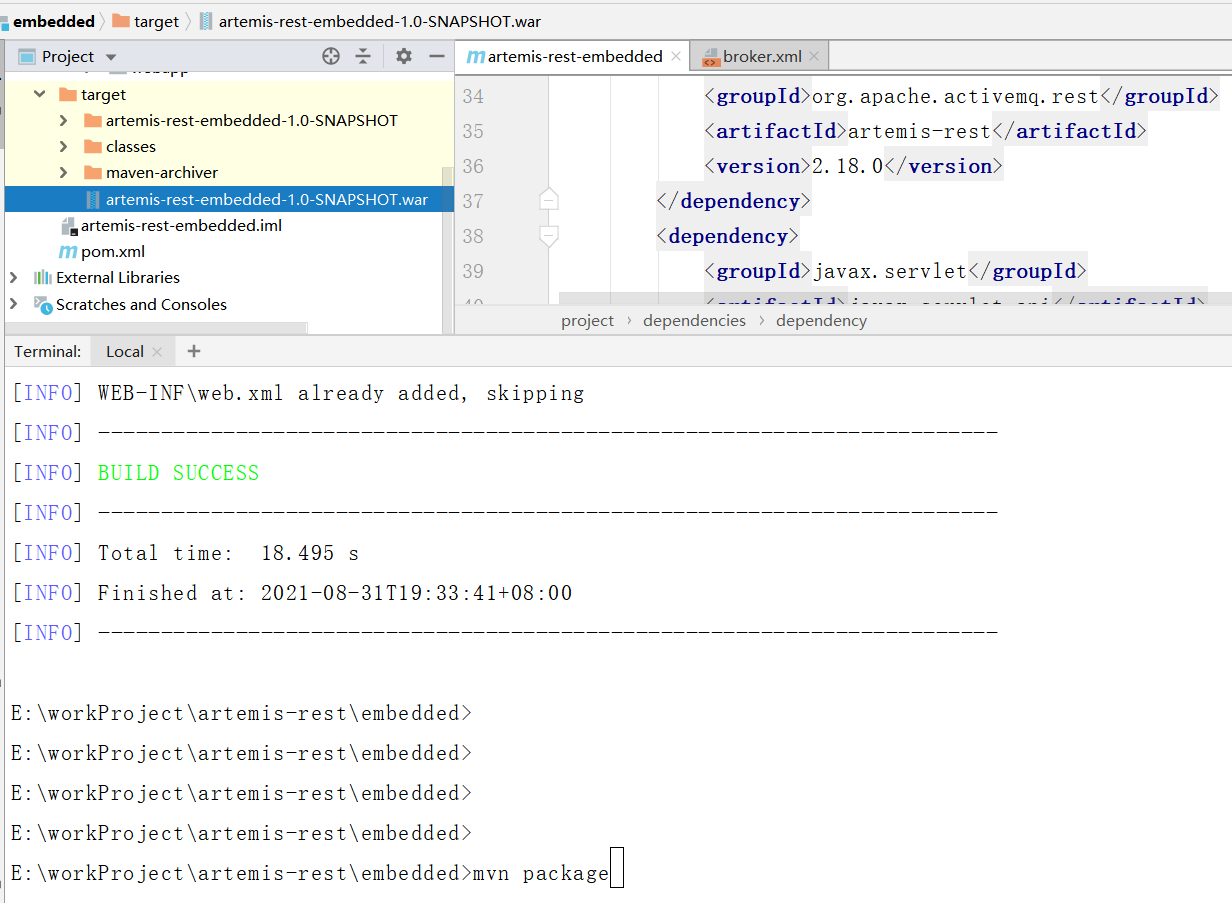 embedded target artemis-rest-embedded-1.0-SNAPSHOT.war
Project
artemis-rest-embedded
broker.xml
webapp
target
artemis-rest-embedded-1.0-SNAPSHOT
classes
maven-archiver
artemis-rest-embedded-1.0-SNAPSHOT.war
artemis-rest-embedded.iml
pom.xml
External Libraries
Scratches and Consoles
34 <groupId>org.apache.activemq.rest</groupId>
35 <artifactId>artemis-rest</artifactId>
36 <version>2.18.0</version>
37 </dependency>
38 <dependency>
39 <groupId>javax.servlet</groupId>
project › dependencies › dependency
Terminal: Local +
[INFO] WEB-INF\web.xml already added, skipping
[INFO] ------------------------------------------------------------------------
[INFO] BUILD SUCCESS
[INFO] ------------------------------------------------------------------------
[INFO] Total time:  18.495 s
[INFO] Finished at: 2021-08-31T19:33:41+08:00
[INFO] ------------------------------------------------------------------------
E:\workProject\artemis-rest\embedded>
E:\workProject\artemis-rest\embedded>
E:\workProject\artemis-rest\embedded>
E:\workProject\artemis-rest\embedded>
E:\workProject\artemis-rest\embedded>mvn package